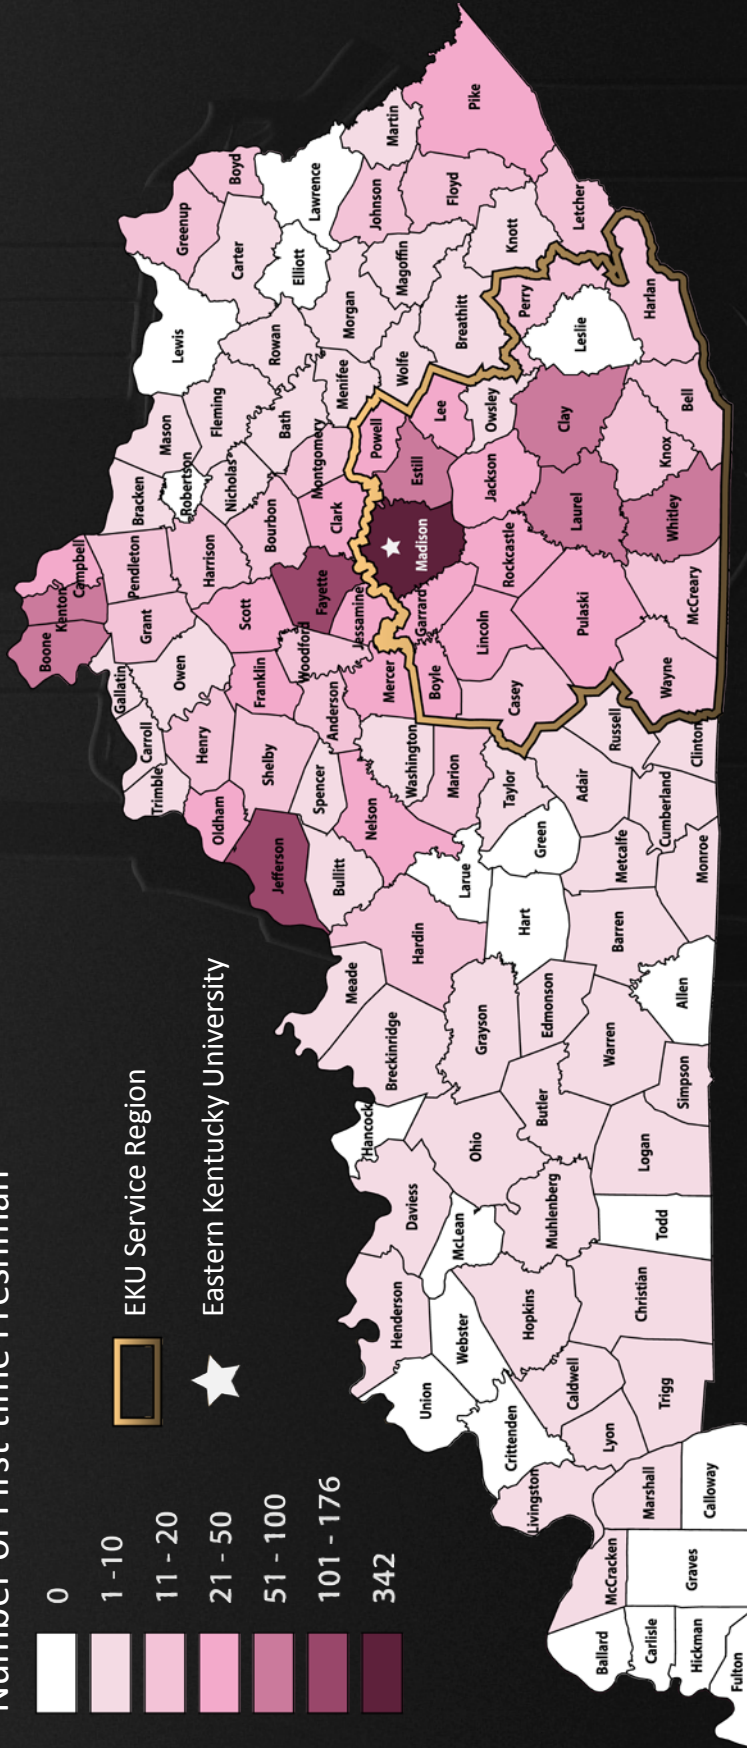 Number of First-time Freshman
0
1 - 10
11 - 20
21 - 50
51 - 100
101 - 176
342
EKU Service Region
Eastern Kentucky University
Boone
Kenton
Campbell
Gallatin
Carroll
Trimble
Grant
Pendleton
Bracken
Mason
Lewis
Greenup
Boyd
Owen
Harrison
Robertson
Fleming
Carter
Oldham
Henry
Scott
Nicholas
Rowan
Elliott
Lawrence
Jefferson
Shelby
Franklin
Bourbon
Bath
Spencer
Anderson
Woodford
Fayette
Clark
Montgomery
Menifee
Morgan
Johnson
Martin
Hancock
Meade
Bullitt
Nelson
Mercer
Jessamine
Powell
Wolfe
Magoffin
Union
Henderson
Daviess
Breckinridge
Hardin
Washington
Boyle
Garrard
Madison
Estill
Lee
Breathitt
Floyd
Pike
Webster
McLean
Ohio
Grayson
Larue
Marion
Lincoln
Rockcastle
Jackson
Owsley
Perry
Knott
Letcher
Crittenden
Livingston
Hopkins
Muhlenberg
Butler
Edmonson
Hart
Green
Taylor
Casey
Pulaski
Laurel
Clay
Leslie
Harlan
Ballard
McCracken
Lyon
Caldwell
Warren
Barren
Metcalfe
Adair
Russell
Wayne
McCreary
Whitley
Knox
Bell
Carlisle
Graves
Marshall
Trigg
Christian
Todd
Logan
Simpson
Allen
Monroe
Cumberland
Clinton
Hickman
Fulton
Calloway